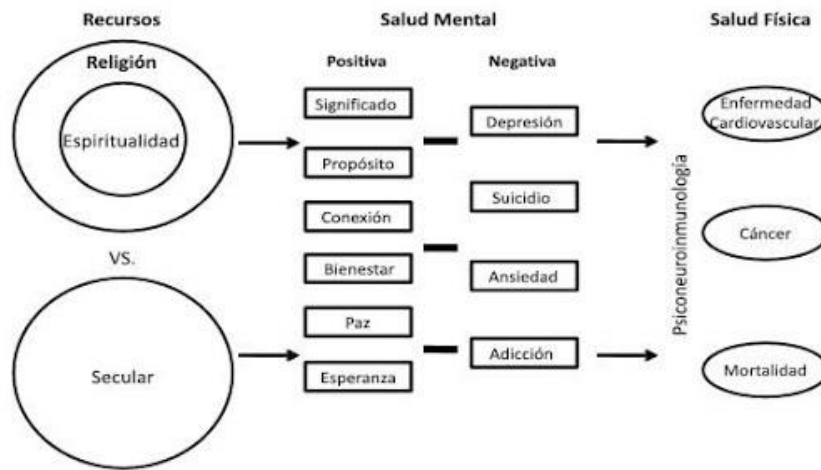 Recursos
Salud Mental
Salud Física
Religión
Espiritualidad
VS.
Secular
Positiva
Significado
Propósito
Conexión
Bienestar
Paz
Esperanza
Negativa
Depresión
Suicidio
Ansiedad
Adicción
Psiconeuroinmunología
Enfermedad
Cardiovascular
Cáncer
Mortalidad